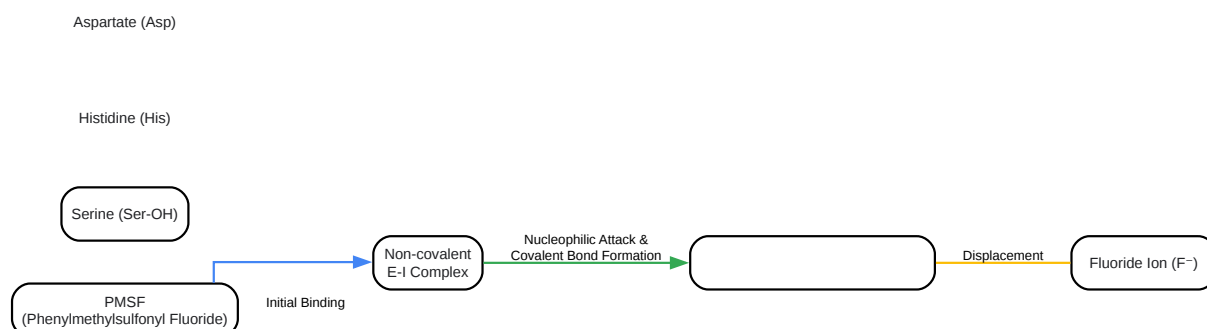 Aspartate (Asp)
Histidine (His)
Serine (Ser-OH)
PMSF
(Phenylmethylsulfonyl Fluoride)
Initial Binding
Non-covalent
E-I Complex
Nucleophilic Attack &
Covalent Bond Formation
Displacement
Fluoride Ion (F⁻)